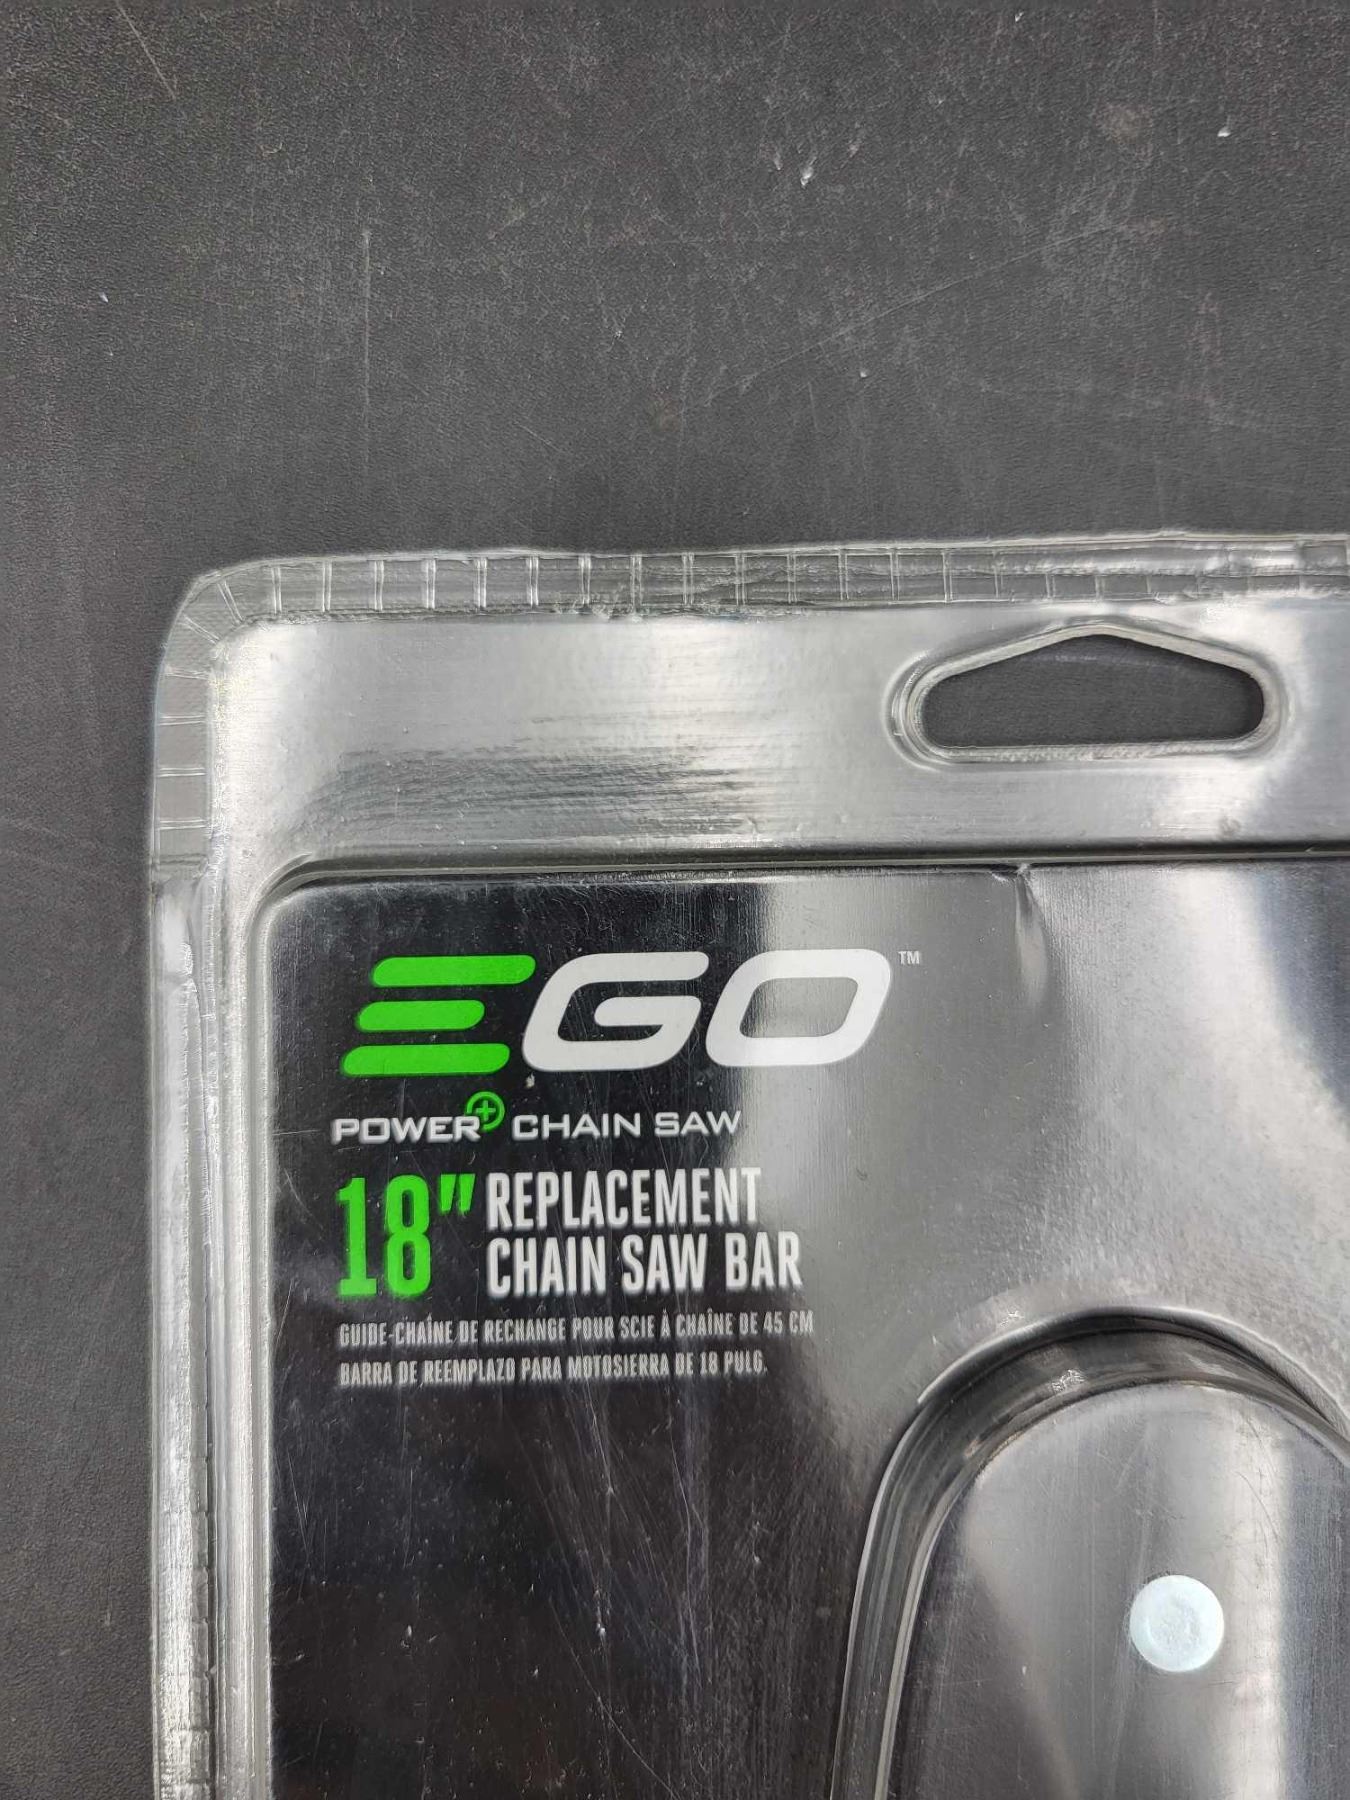 EGO™
POWER+ CHAIN SAW
18" REPLACEMENT
CHAIN SAW BAR
GUIDE-CHAÎNE DE RECHANGE POUR SCIE À CHAÎNE DE 45 CM
BARRA DE REEMPLAZO PARA MOTOSIERRA DE 18 PULG.